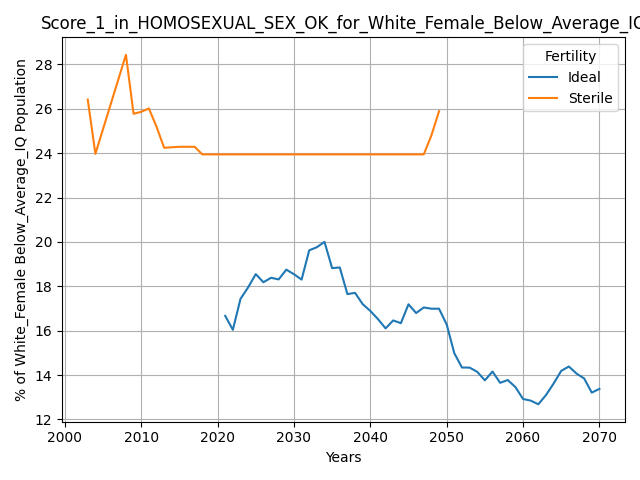 Score_1_in_HOMOSEXUAL_SEX_OK_for_White_Female_Below_Average_IQ
Fertility
Ideal
Sterile
% of White_Female Below_Average_IQ Population
28
26
24
22
20
18
16
14
12
2000 2010 2020 2030 2040 2050 2060 2070
Years